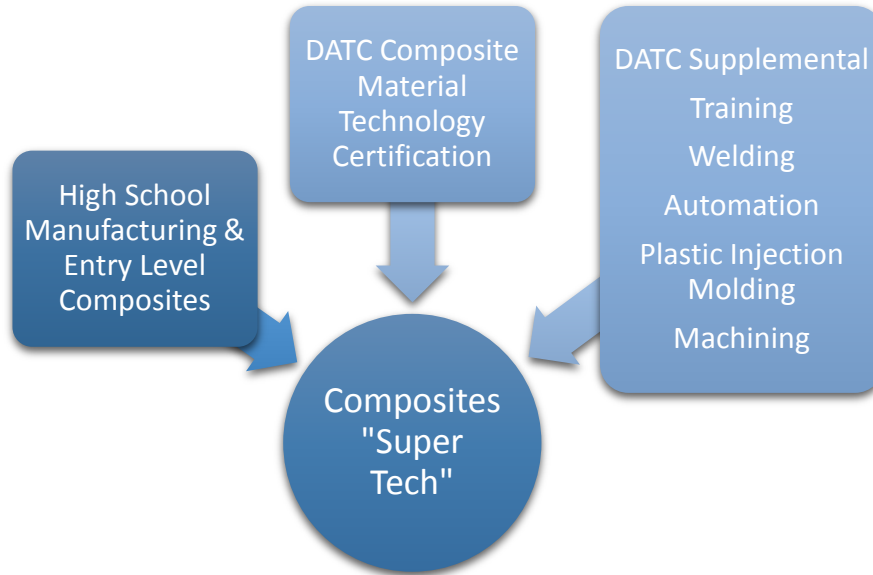 High School
Manufacturing &
Entry Level
Composites
DATC Composite
Material
Technology
Certification
DATC Supplemental
Training
Welding
Automation
Plastic Injection
Molding
Machining
Composites
"Super
Tech"